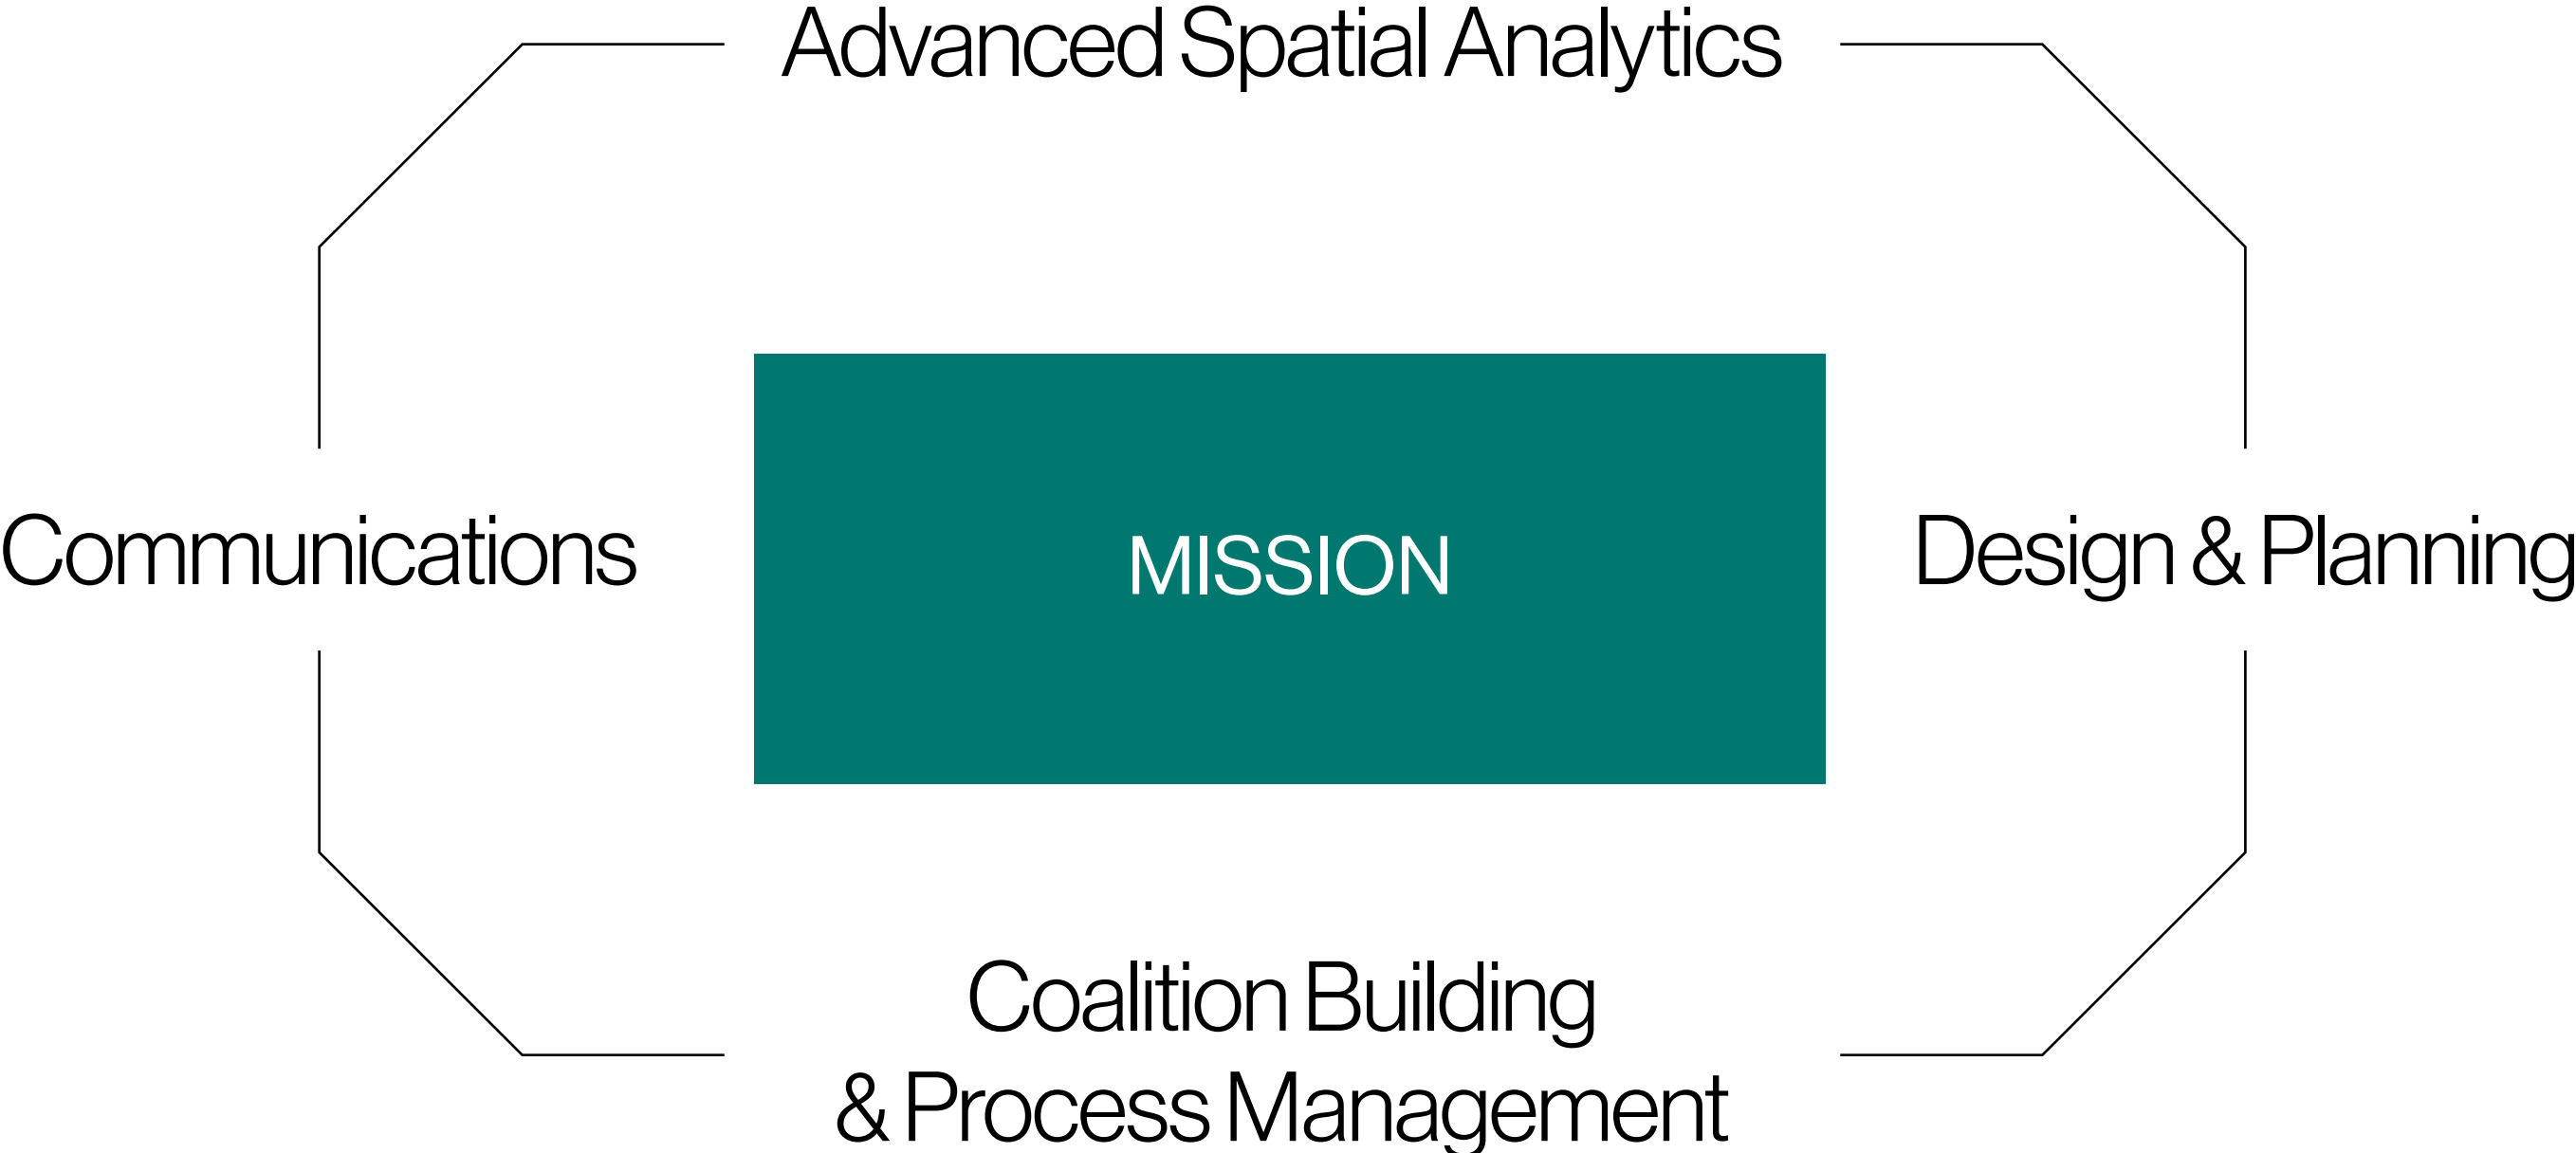 Advanced Spatial Analytics
Communications
MISSION
Design & Planning
Coalition Building
& Process Management